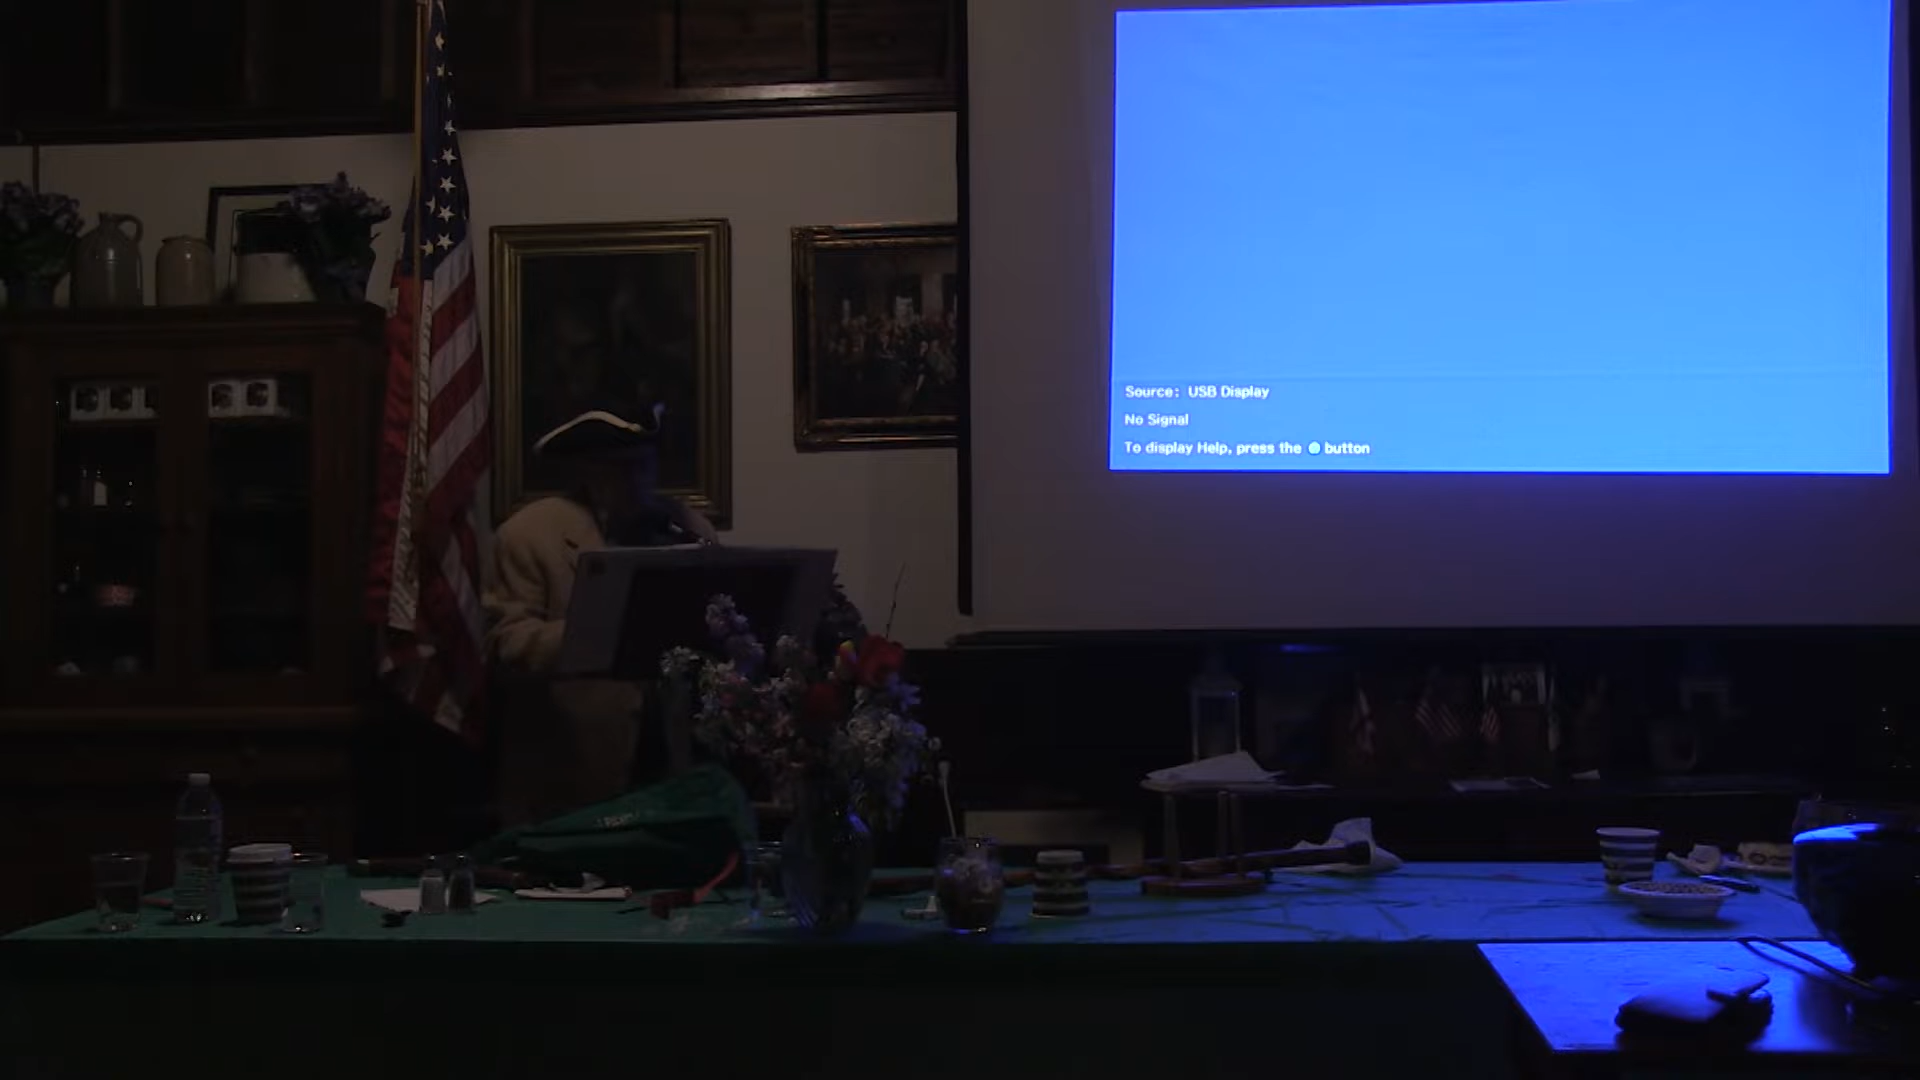 Source: USB Display
No Signal
To display Help, press the button